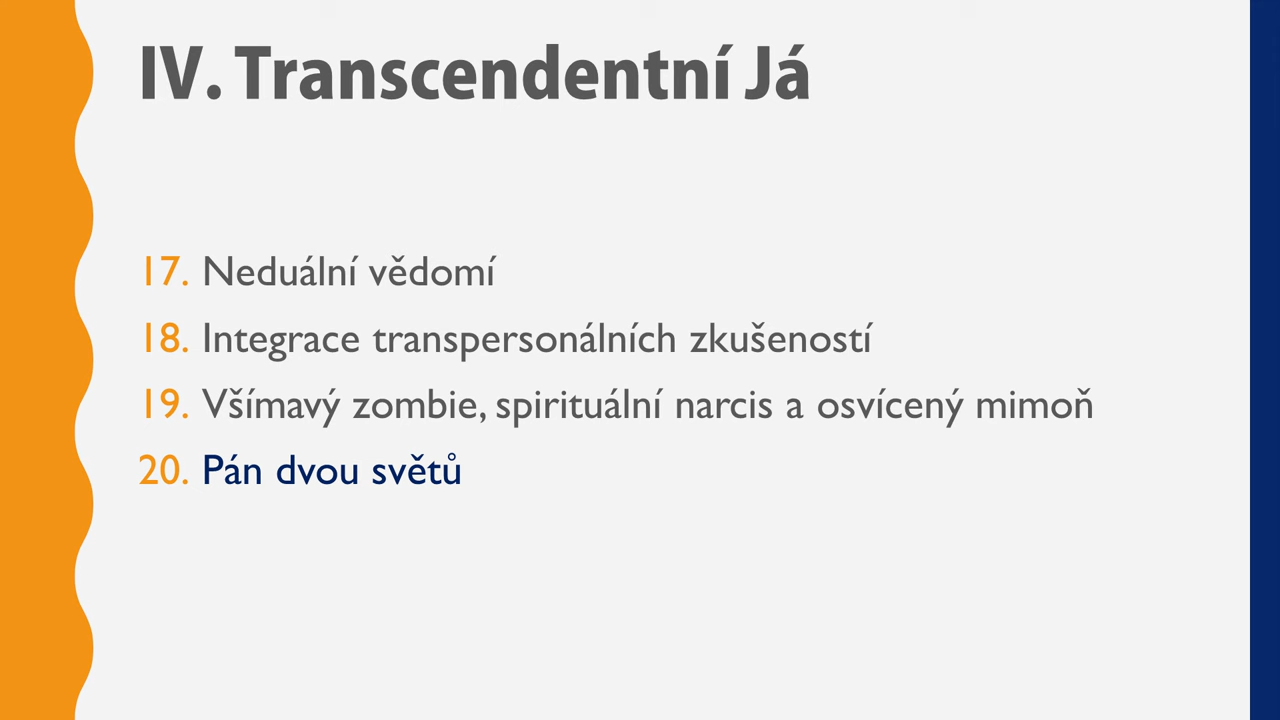 IV. Transcendentní Já
17. Neduální vědomí
18. Integrace transpersonálních zkušeností
19. Všímavý zombie, spirituální narcis a osvícený mimoň
20. Pán dvou světů